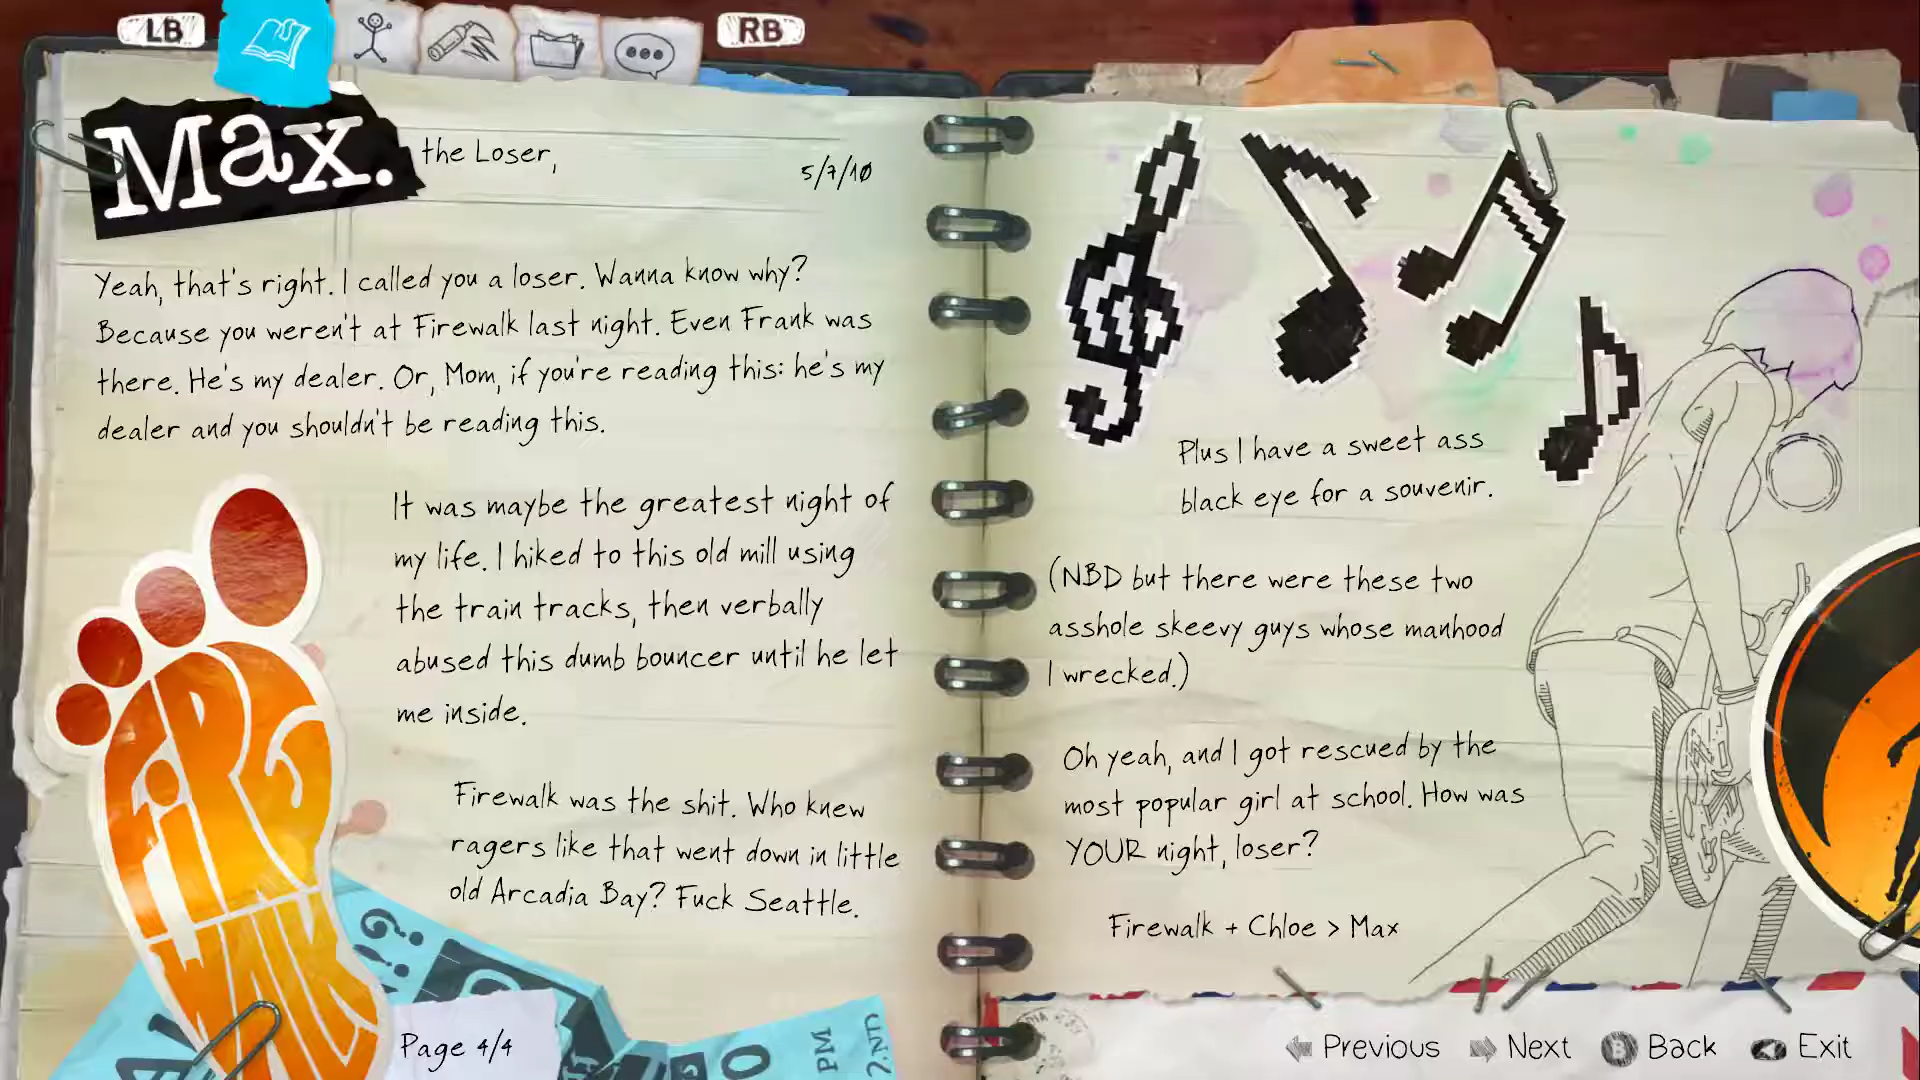 LB
RB
Max.
the Loser,
5/7/10
Yeah, that's right. I called you a loser. Wanna know why?
Because you weren't at Firewalk last night. Even Frank was
there. He's my dealer. Or, Mom, if you're reading this: he's my
dealer and you shouldn't be reading this.
It was maybe the greatest night of
my life. I hiked to this old mill using
the train tracks, then verbally
abused this dumb bouncer until he let
me inside.
Firewalk was the shit. Who knew
ragers like that went down in little
old Arcadia Bay? Fuck Seattle.
FiRE
WALK
PM
Page 4/4
Plus I have a sweet ass
black eye for a souvenir.
(NBD but there were these two
asshole skeevy guys whose manhood
I wrecked.)
Oh yeah, and I got rescued by the
most popular girl at school. How was
YOUR night, loser?
Firewalk + Chloe > Max
Previous
Next
B
Back
Exit